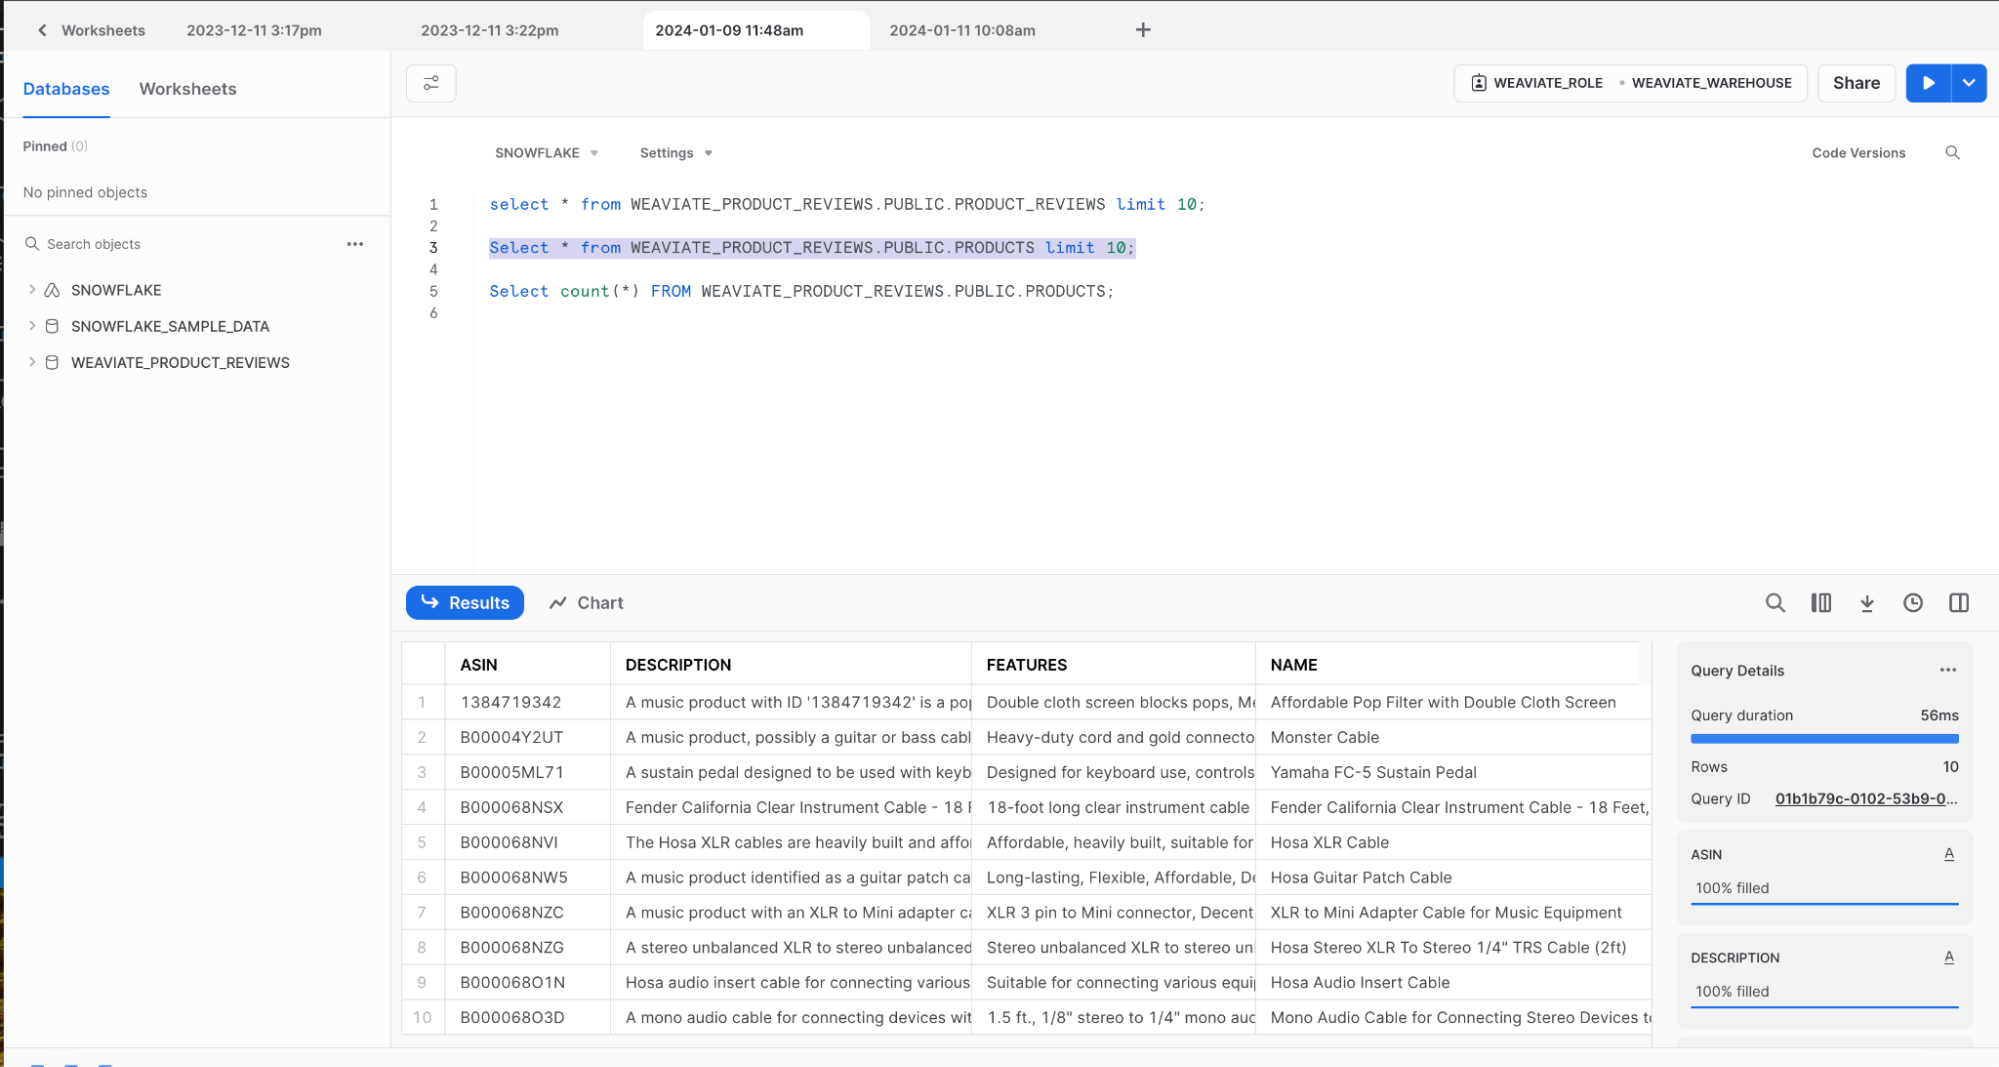 Worksheets 2023-12-11 3:17pm 2023-12-11 3:22pm 2024-01-09 11:48am 2024-01-11 10:08am +
Databases Worksheets
Pinned (0)
No pinned objects
Search objects
SNOWFLAKE
SNOWFLAKE_SAMPLE_DATA
WEAVIATE_PRODUCT_REVIEWS
WEAVIATE_ROLE • WEAVIATE_WAREHOUSE Share
SNOWFLAKE Settings Code Versions
1 select * from WEAVIATE_PRODUCT_REVIEWS.PUBLIC.PRODUCT_REVIEWS limit 10;
2
3 Select * from WEAVIATE_PRODUCT_REVIEWS.PUBLIC.PRODUCTS limit 10;
4
5 Select count(*) FROM WEAVIATE_PRODUCT_REVIEWS.PUBLIC.PRODUCTS;
6
Results Chart
ASIN DESCRIPTION FEATURES NAME
1 1384719342 A music product with ID '1384719342' is a pop Double cloth screen blocks pops, Me Affordable Pop Filter with Double Cloth Screen
2 B00004Y2UT A music product, possibly a guitar or bass cabl Heavy-duty cord and gold connecto Monster Cable
3 B00005ML71 A sustain pedal designed to be used with keyb Designed for keyboard use, controls Yamaha FC-5 Sustain Pedal
4 B000068NSX Fender California Clear Instrument Cable - 18 F 18-foot long clear instrument cable Fender California Clear Instrument Cable - 18 Feet,
5 B000068NVI The Hosa XLR cables are heavily built and affor Affordable, heavily built, suitable for Hosa XLR Cable
6 B000068NW5 A music product identified as a guitar patch ca Long-lasting, Flexible, Affordable, De Hosa Guitar Patch Cable
7 B000068NZC A music product with an XLR to Mini adapter ca XLR 3 pin to Mini connector, Decent XLR to Mini Adapter Cable for Music Equipment
8 B000068NZG A stereo unbalanced XLR to stereo unbalanced Stereo unbalanced XLR to stereo un Hosa Stereo XLR To Stereo 1/4" TRS Cable (2ft)
9 B000068O1N Hosa audio insert cable for connecting various Suitable for connecting various equi Hosa Audio Insert Cable
10 B000068O3D A mono audio cable for connecting devices wit 1.5 ft., 1/8" stereo to 1/4" mono auc Mono Audio Cable for Connecting Stereo Devices to
Query Details
Query duration 56ms
Rows 10
Query ID 01b1b79c-0102-53b9-0...
ASIN A
100% filled
DESCRIPTION A
100% filled